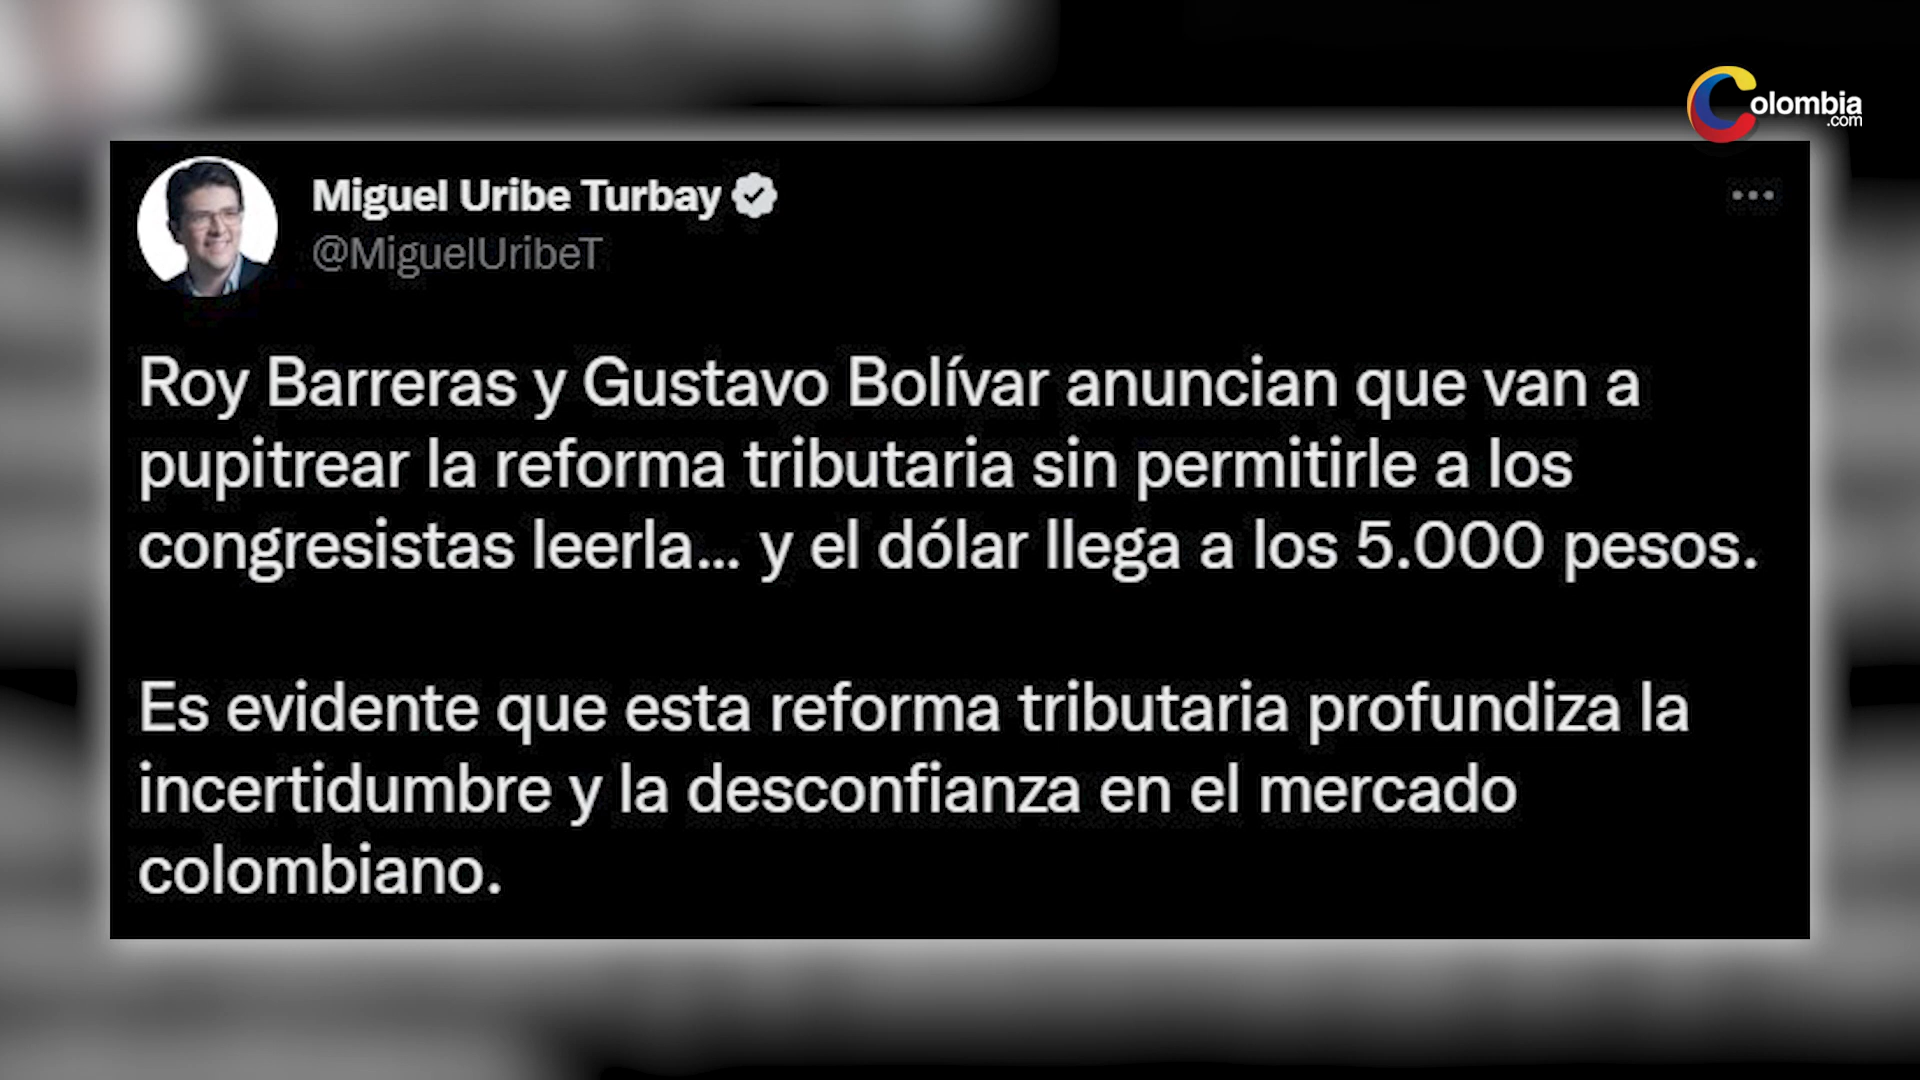 Colombia
.com
Miguel Uribe Turbay
@MiguelUribeT
Roy Barreras y Gustavo Bolívar anuncian que van a
pupitrear la reforma tributaria sin permitirle a los
congresistas leerla... y el dólar llega a los 5.000 pesos.
Es evidente que esta reforma tributaria profundiza la
incertidumbre y la desconfianza en el mercado
colombiano.